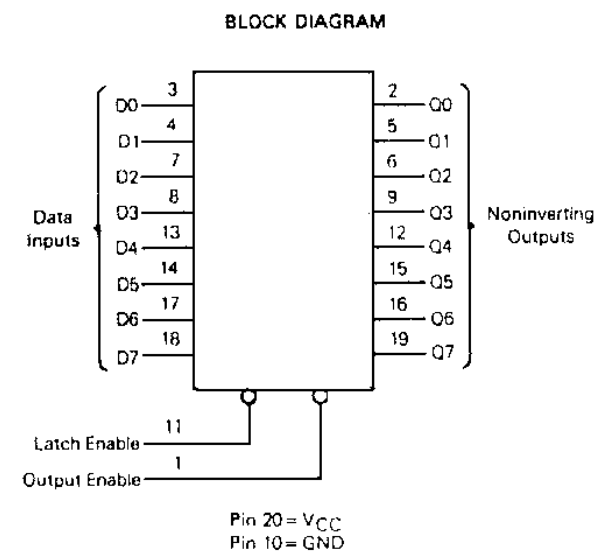 BLOCK DIAGRAM
3
D0
2
Q0
4
D1
5
Q1
7
D2
6
Q2
8
D3
9
Q3
Data
Inputs
Noninverting
Outputs
13
D4
12
Q4
14
D5
15
Q5
17
D6
16
Q6
18
D7
19
Q7
11
Latch Enable
1
Output Enable
Pin 20 = VCC
Pin 10 = GND